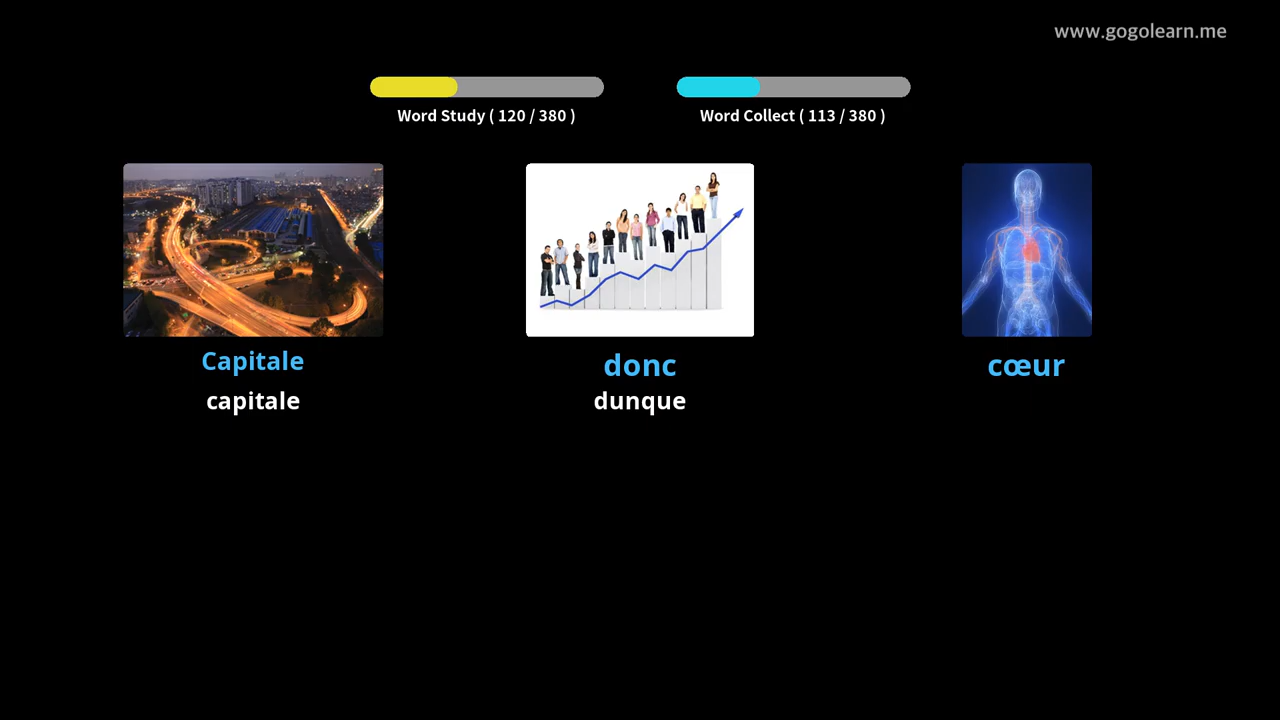 www.gogolearn.me
Word Study ( 120 / 380 )
Word Collect ( 113 / 380 )
Capitale
capitale
donc
dunque
cœur